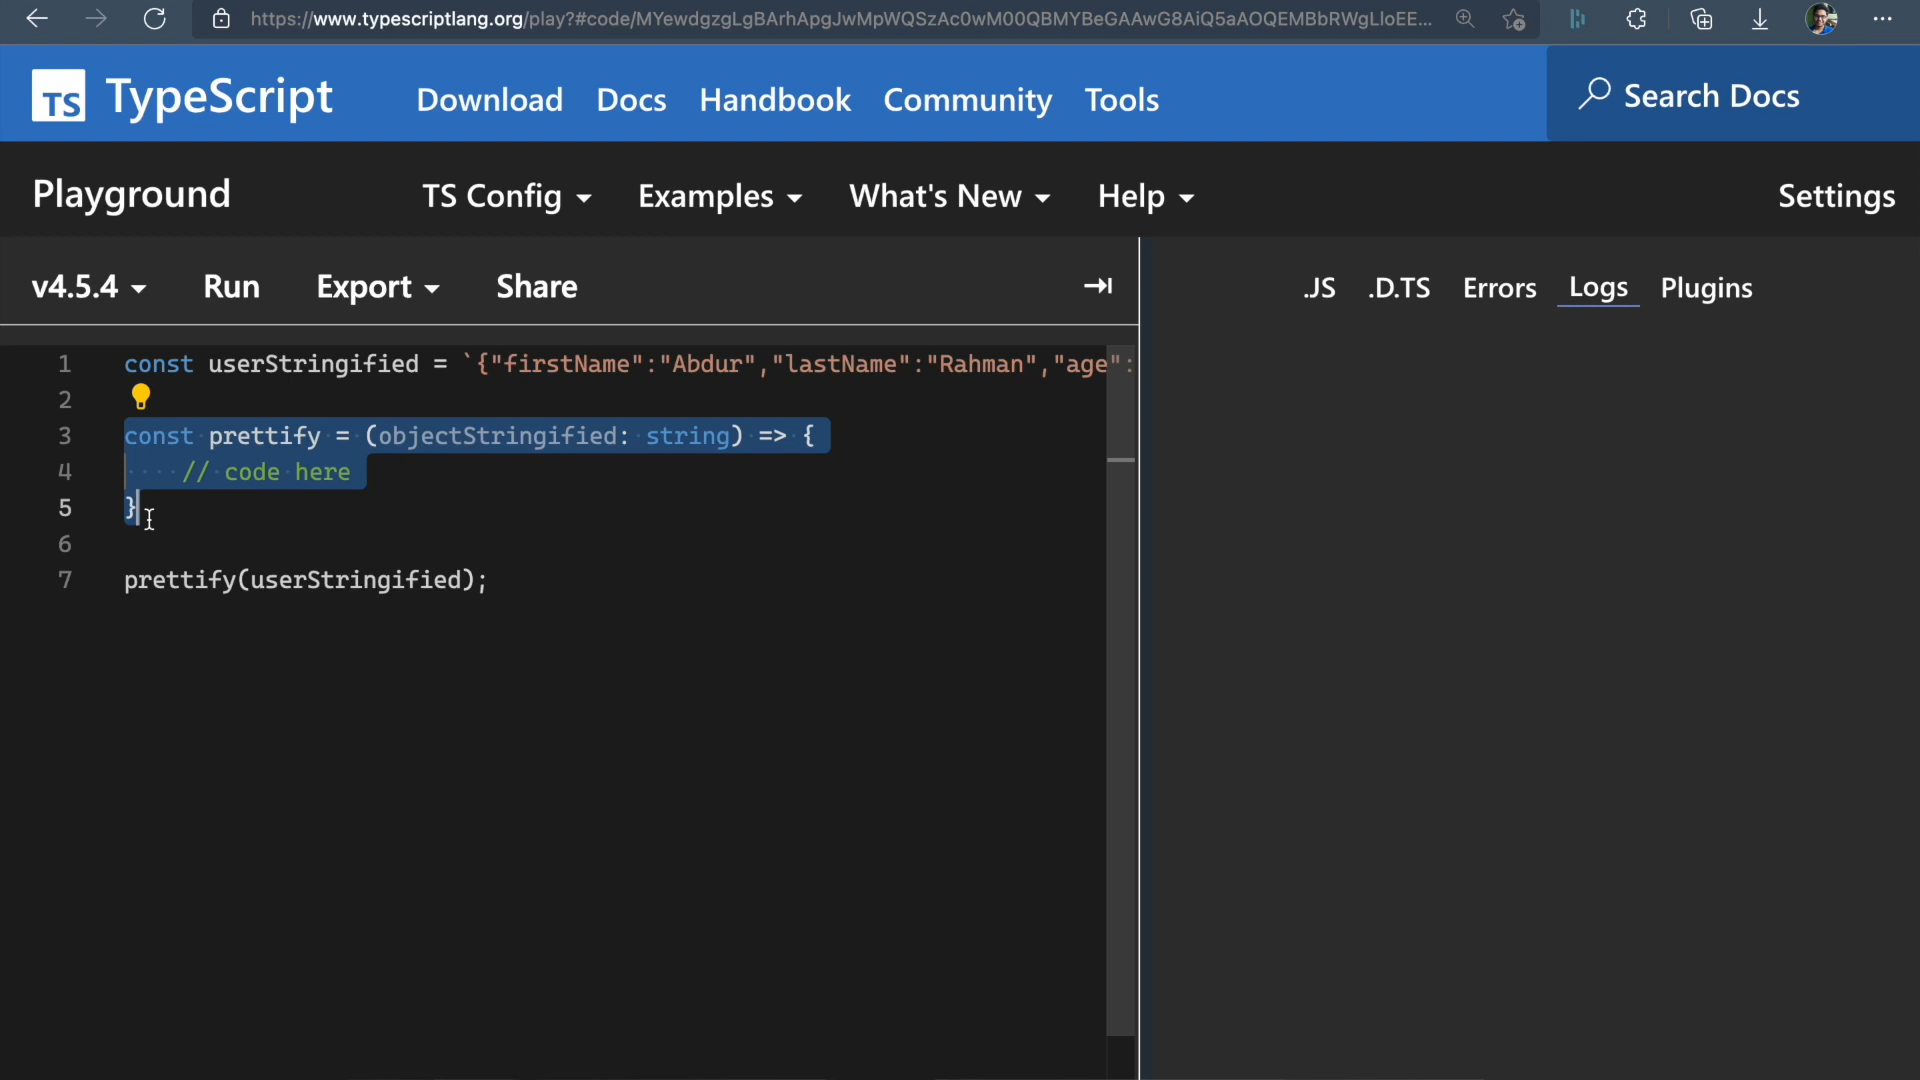 https://www.typescriptlang.org/play?#code/MYewdgzgLgBArhApgJwMpWQSzAc0wM00QBMYBeGAAwG8AiQ5aAOQEMBbRWgLloEE...
TS TypeScript Download Docs Handbook Community Tools Search Docs
Playground TS Config Examples What's New Help Settings
v4.5.4 Run Export Share .JS .D.TS Errors Logs Plugins
1 const userStringified = `{"firstName":"Abdur","lastName":"Rahman","age":
2
3 const prettify = (objectStringified: string) => {
4 // code here
5 }
6
7 prettify(userStringified);